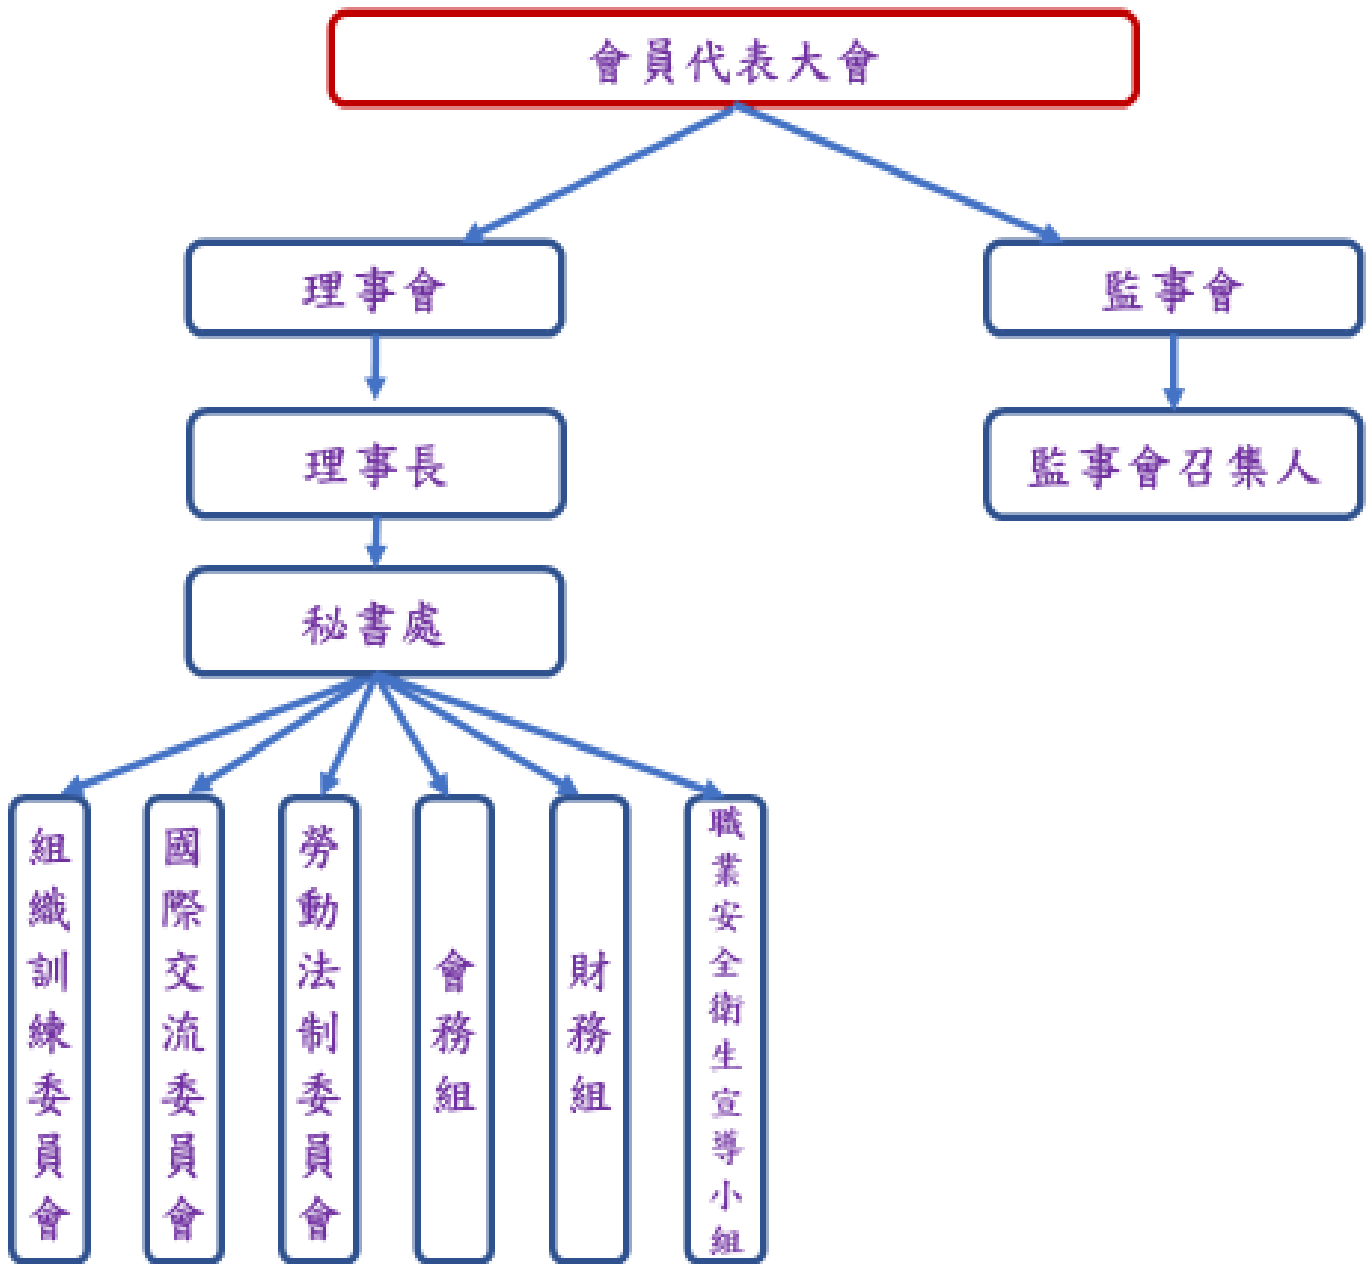 會員代表大會
理事會
監事會
理事長
監事會召集人
秘書處
組織訓練委員會
國際交流委員會
勞動法制委員會
會務組
財務組
職業安全衛生宣導小組